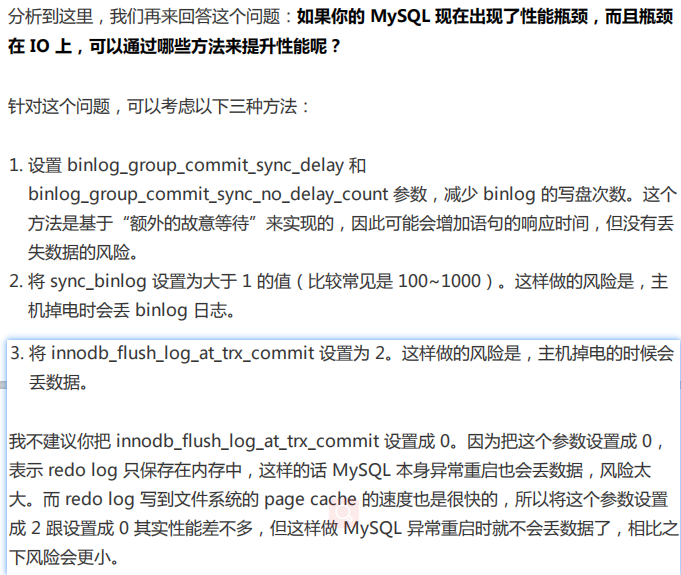 分析到这里，我们再来回答这个问题：如果你的 MySQL 现在出现了性能瓶颈，而且瓶颈
在 IO 上，可以通过哪些方法来提升性能呢？
针对这个问题，可以考虑以下三种方法：
1. 设置 binlog_group_commit_sync_delay 和
binlog_group_commit_sync_no_delay_count 参数，减少 binlog 的写盘次数。这个
方法是基于“额外的故意等待”来实现的，因此可能会增加语句的响应时间，但没有丢
失数据的风险。
2. 将 sync_binlog 设置为大于 1 的值（比较常见是 100~1000）。这样做的风险是，主
机掉电时会丢 binlog 日志。
3. 将 innodb_flush_log_at_trx_commit 设置为 2。这样做的风险是，主机掉电的时候会
丢数据。
我不建议你把 innodb_flush_log_at_trx_commit 设置成 0。因为把这个参数设置成 0，
表示 redo log 只保存在内存中，这样的话 MySQL 本身异常重启也会丢数据，风险太
大。而 redo log 写到文件系统的 page cache 的速度也是很快的，所以将这个参数设置
成 2 跟设置成 0 其实性能差不多，但这样做 MySQL 异常重启时就不会丢数据了，相比之
下风险会更小。